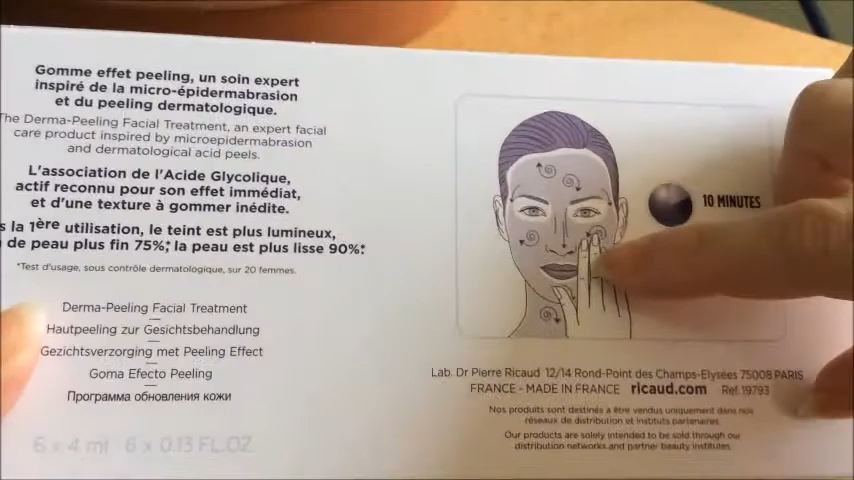 Gomme effet peeling, un soin expert
inspiré de la micro-épidermabrasion
et du peeling dermatologique.
The Derma-Peeling Facial Treatment, an expert facial
care product inspired by microepidermabrasion
and dermatological acid peels.
L'association de l'Acide Glycolique,
actif reconnu pour son effet immédiat,
et d'une texture à gommer inédite.
s la 1ère utilisation, le teint est plus lumineux,
de peau plus fin 75%*, la peau est plus lisse 90%*.
*Test d'usage, sous contrôle dermatologique, sur 20 femmes.
Derma-Peeling Facial Treatment
Hautpeeling zur Gesichtsbehandlung
Gezichtsverzorging met Peeling Effect
Goma Efecto Peeling
Программа обновления кожи
6 x 4 ml 6 x 0.13 FL.OZ
10 MINUTES
Lab. Dr Pierre Ricaud 12/14 Rond-Point des Champs-Elysées 75008 PARIS
FRANCE - MADE IN FRANCE ricaud.com Réf. 19793
Nos produits sont destinés à être vendus uniquement dans nos
réseaux de distribution et instituts partenaires.
Our products are solely intended to be sold through our
distribution networks and partner beauty institutes.